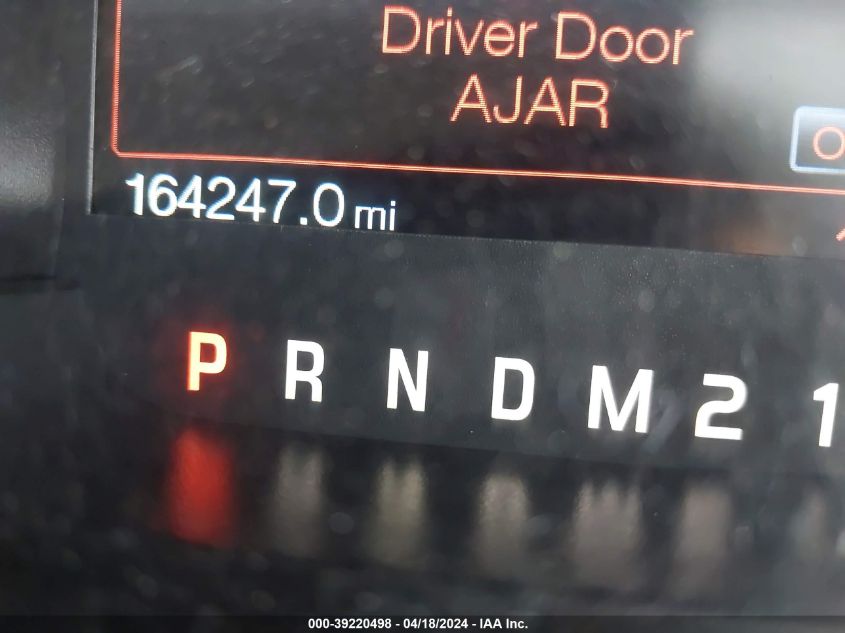 Driver Door
AJAR
164247.0 mi
P R N D M 2 1
000-39220498 - 04/18/2024 - IAA Inc.